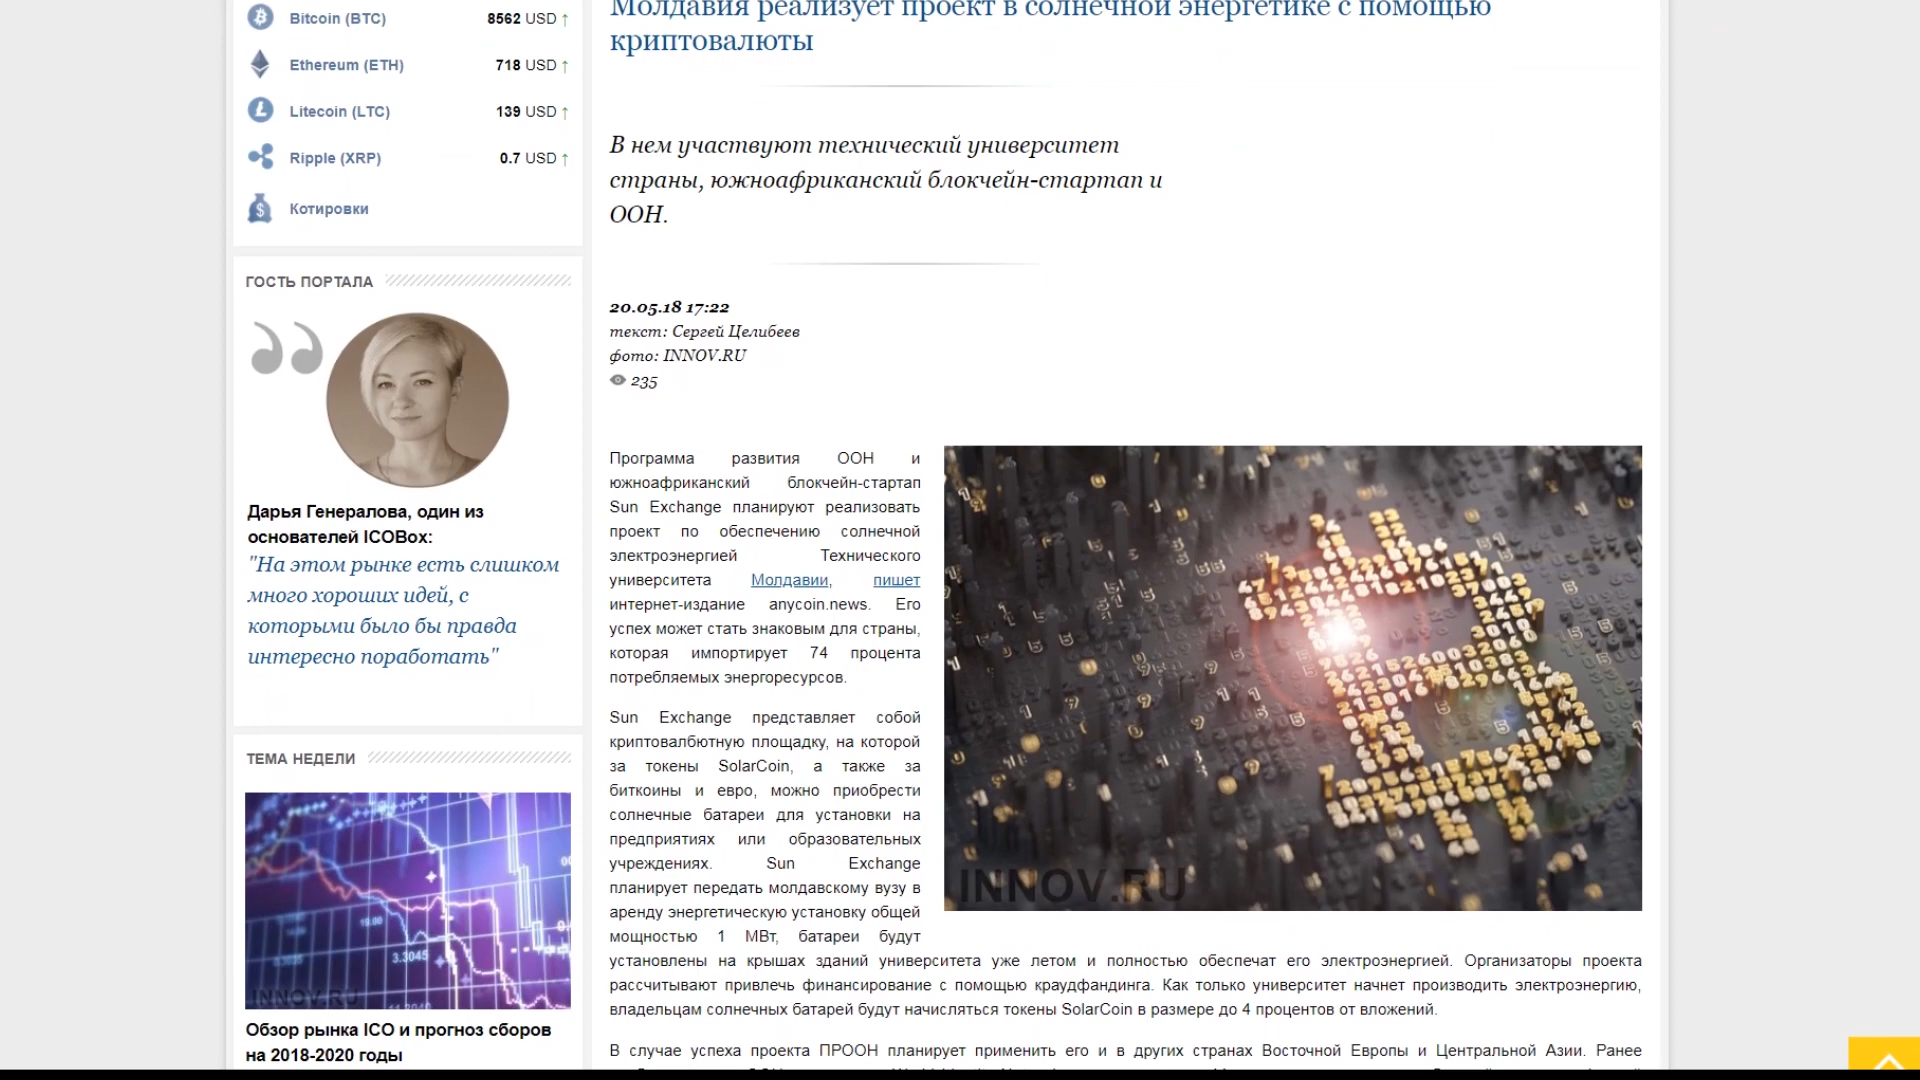 Bitcoin (BTC) 8562 USD ↑
Ethereum (ETH) 718 USD ↑
Litecoin (LTC) 139 USD ↑
Ripple (XRP) 0.7 USD ↑
Котировки
ГОСТЬ ПОРТАЛА
Дарья Генералова, один из
основателей ICOBox:
"На этом рынке есть слишком
много хороших идей, с
которыми было бы правда
интересно поработать"
ТЕМА НЕДЕЛИ
19.00
3.3045
INNOV.RU
Обзор рынка ICO и прогноз сборов
на 2018-2020 годы
Молдавия реализует проект в солнечной энергетике с помощью
криптовалюты
В нем участвуют технический университет
страны, южноафриканский блокчейн-стартап и
ООН.
20.05.18 17:22
текст: Сергей Целибеев
фото: INNOV.RU
235
Программа развития ООН и
южноафриканский блокчейн-стартап
Sun Exchange планируют реализовать
проект по обеспечению солнечной
электроэнергией Технического
университета Молдавии, пишет
интернет-издание anycoin.news. Его
успех может стать знаковым для страны,
которая импортирует 74 процента
потребляемых энергоресурсов.
Sun Exchange представляет собой
криптовалбютную площадку, на которой
за токены SolarCoin, а также за
биткоины и евро, можно приобрести
солнечные батареи для установки на
предприятиях или образовательных
учреждениях. Sun Exchange
планирует передать молдавскому вузу в
аренду энергетическую установку общей
мощностью 1 МВт, батареи будут
установлены на крышах зданий университета уже летом и полностью обеспечат его электроэнергией. Организаторы проекта
рассчитывают привлечь финансирование с помощью краудфандинга. Как только университет начнет производить электроэнергию,
владельцам солнечных батарей будут начисляться токены SolarCoin в размере до 4 процентов от вложений.
В случае успеха проекта ПРООН планирует применить его и в других странах Восточной Европы и Центральной Азии. Ранее
INNOV.RU